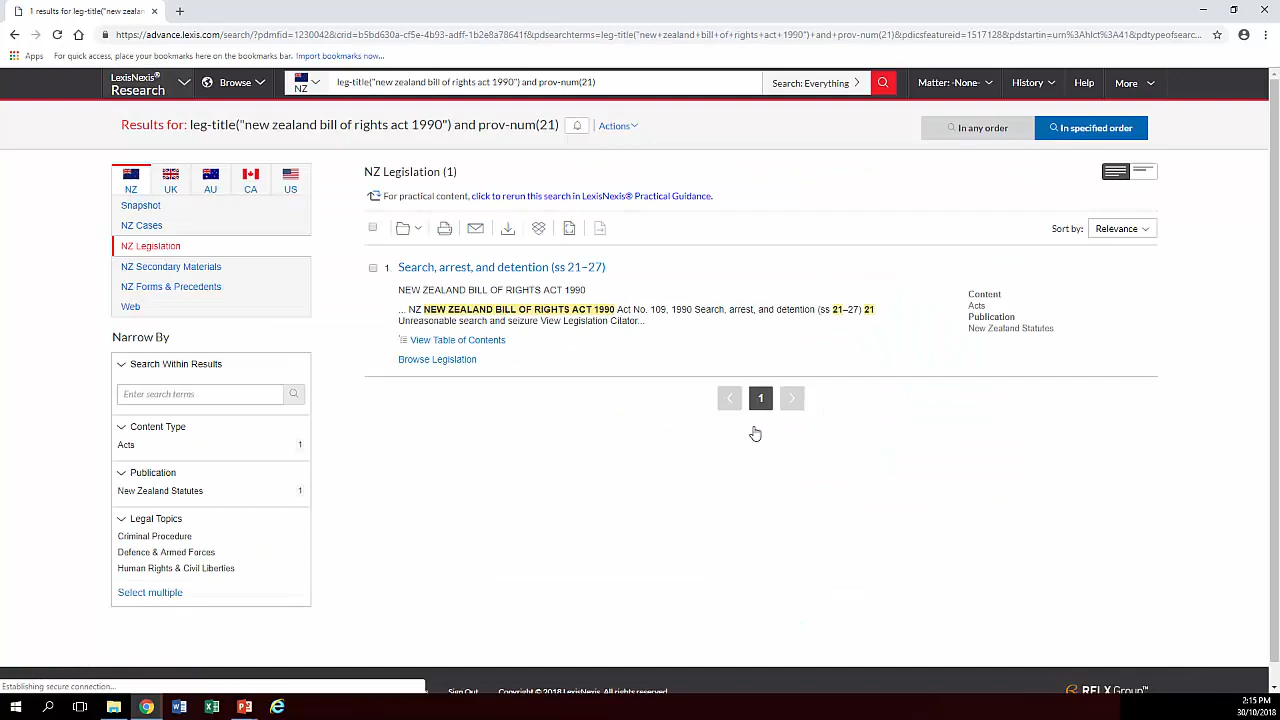 1 results for leg-title("new zealan
https://advance.lexis.com/search/?pdmfid=1230042&crid=b5bd630a-cf5e-4b93-adff-2b12e8a78641f&pdsearchterms=leg-title("new+zealand+bill+of+rights+act+1990")+and+prov-num(21)&pdicsfeatureid=1517128&pdstartin=urn%3Ahlct%3A41&pdtypeofsearc...
Apps For quick access, place your bookmarks here on the bookmarks bar. Import bookmarks now...
LexisNexis Research
Browse
NZ
leg-title("new zealand bill of rights act 1990") and prov-num(21)
Search: Everything
Matter: -None-
History
Help
More
Results for: leg-title("new zealand bill of rights act 1990") and prov-num(21)
Actions
In any order
In specified order
NZ UK AU CA US
Snapshot
NZ Cases
NZ Legislation
NZ Secondary Materials
NZ Forms & Precedents
Web
Narrow By
Search Within Results
Enter search terms
Content Type
Acts 1
Publication
New Zealand Statutes 1
Legal Topics
Criminal Procedure
Defence & Armed Forces
Human Rights & Civil Liberties
Select multiple
NZ Legislation (1)
For practical content, click to rerun this search in LexisNexis® Practical Guidance.
Sort by: Relevance
1. Search, arrest, and detention (ss 21–27)
NEW ZEALAND BILL OF RIGHTS ACT 1990
... NZ NEW ZEALAND BILL OF RIGHTS ACT 1990 Act No. 109, 1990 Search, arrest, and detention (ss 21–27) 21
Unreasonable search and seizure View Legislation Citator...
View Table of Contents
Browse Legislation
Content
Acts
Publication
New Zealand Statutes
1
Establishing secure connection...
Sign Out Copyright © 2018 LexisNexis. All rights reserved.
RELX Group™
2:15 PM
30/10/2018